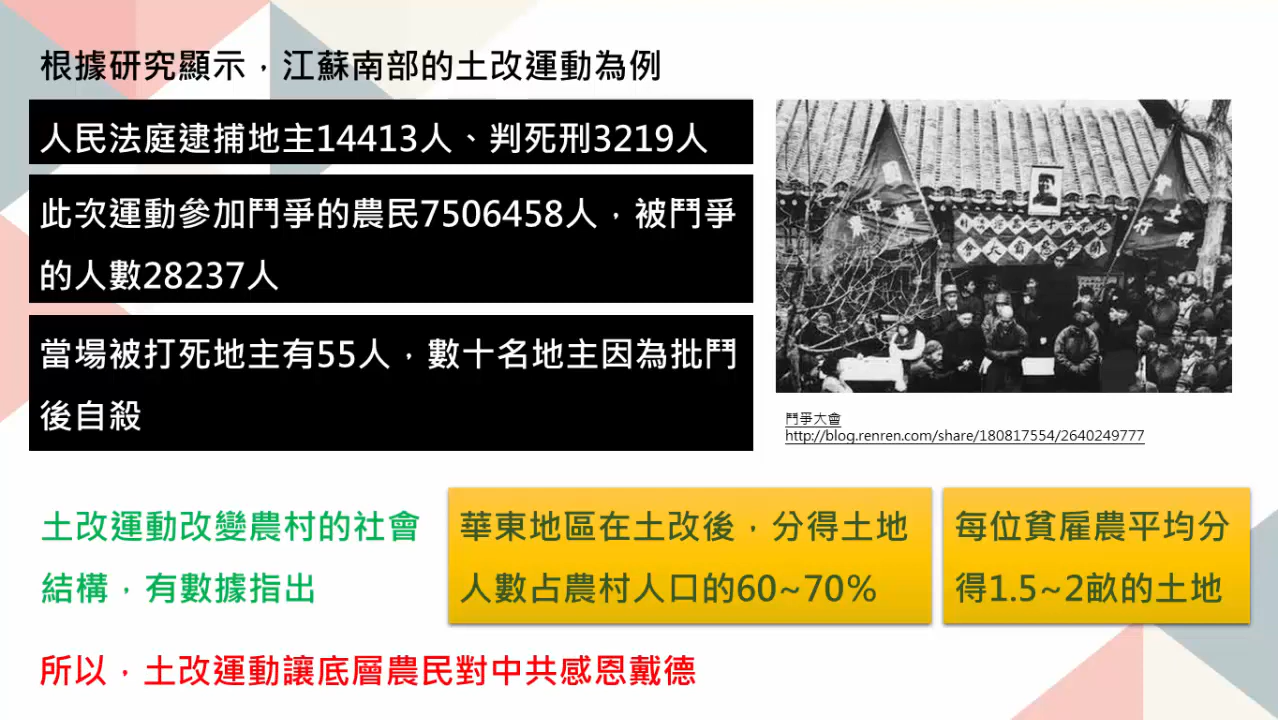 根據研究顯示，江蘇南部的土改運動為例
人民法庭逮捕地主14413人、判死刑3219人
此次運動參加鬥爭的農民7506458人，被鬥爭
的人數28237人
當場被打死地主有55人，數十名地主因為批鬥
後自殺
鬥爭大會
http://blog.renren.com/share/180817554/2640249777
土改運動改變農村的社會
結構，有數據指出
華東地區在土改後，分得土地
人數占農村人口的60~70%
每位貧雇農平均分
得1.5~2畝的土地
所以，土改運動讓底層農民對中共感恩戴德